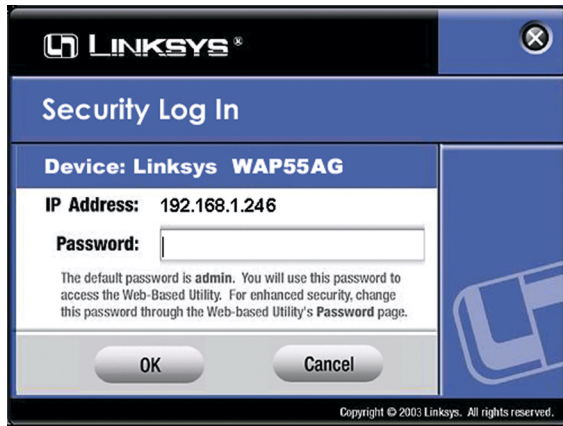 LINKSYS®
Security Log In
Device: Linksys WAP55AG
IP Address: 192.168.1.246
Password:
The default password is admin. You will use this password to
access the Web-Based Utility. For enhanced security, change
this password through the Web-based Utility's Password page.
OK Cancel
Copyright © 2003 Linksys. All rights reserved.